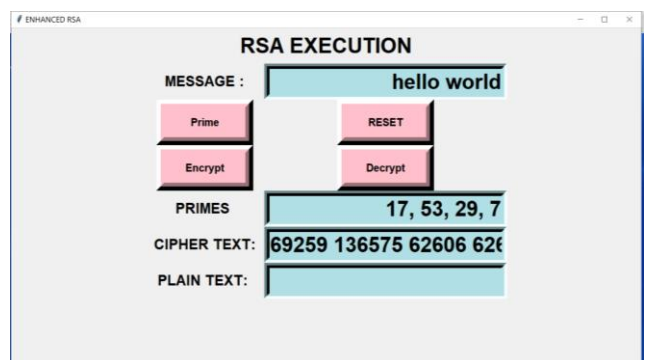 ENHANCED RSA
RSA EXECUTION
MESSAGE : hello world
Prime RESET
Encrypt Decrypt
PRIMES 17, 53, 29, 7
CIPHER TEXT: 69259 136575 62606 626
PLAIN TEXT: